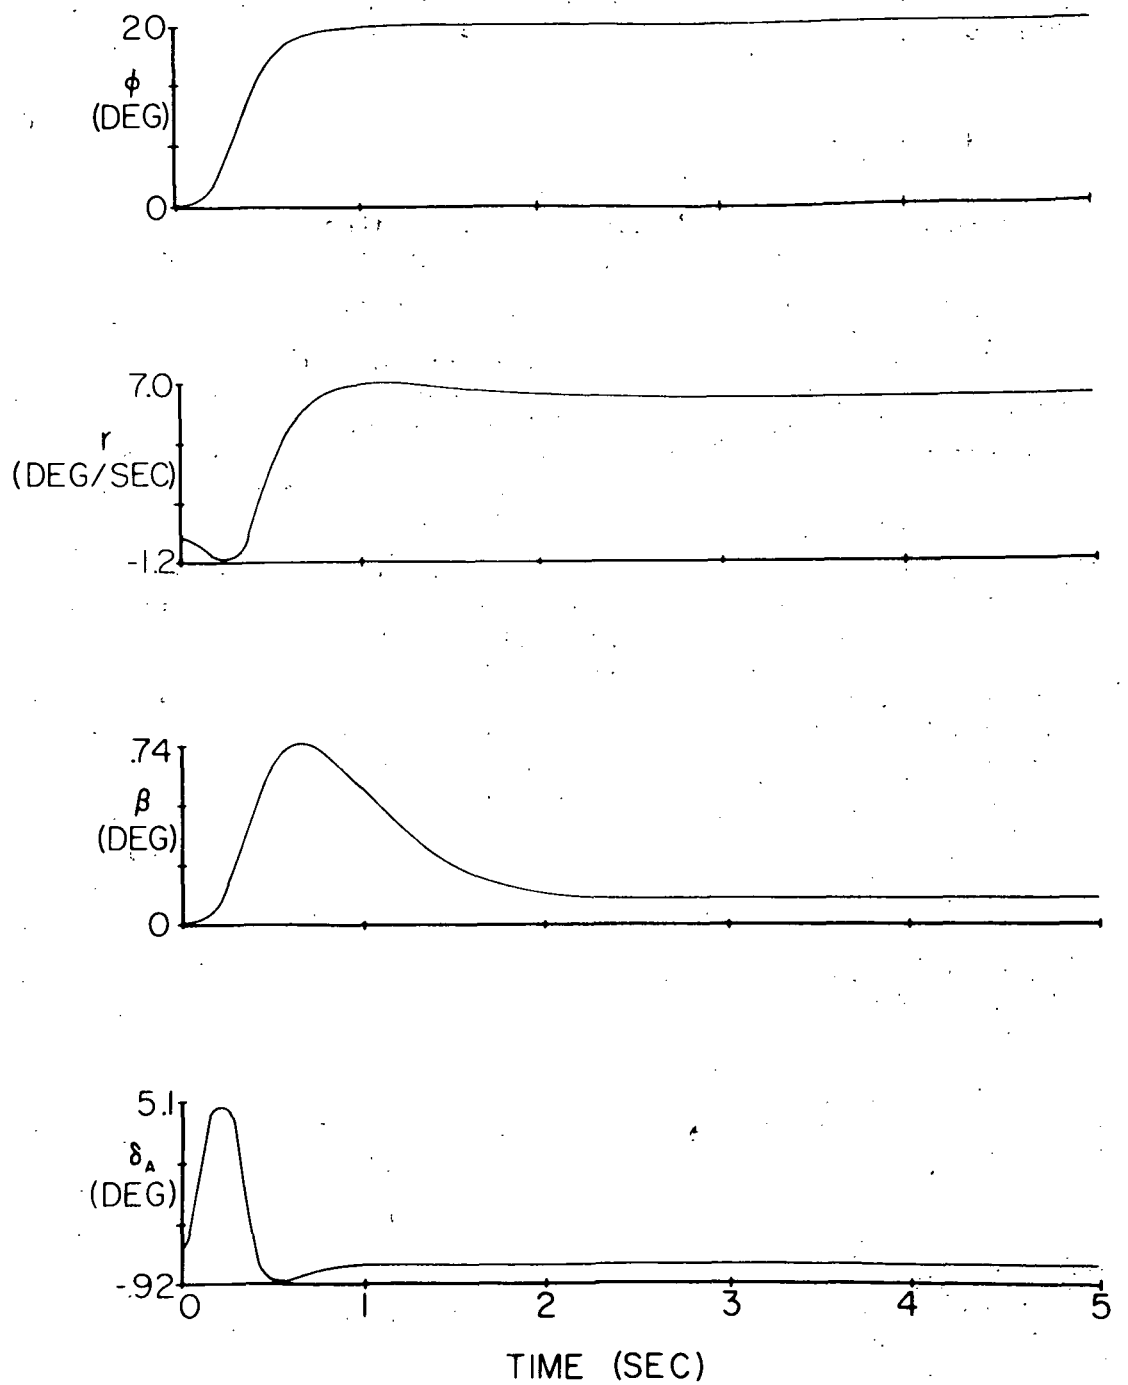 20
φ
(DEG)
0
7.0
r
(DEG/SEC)
-1.2
.74
β
(DEG)
0
5.1
δA
(DEG)
-.92
0 1 2 3 4 5
TIME (SEC)